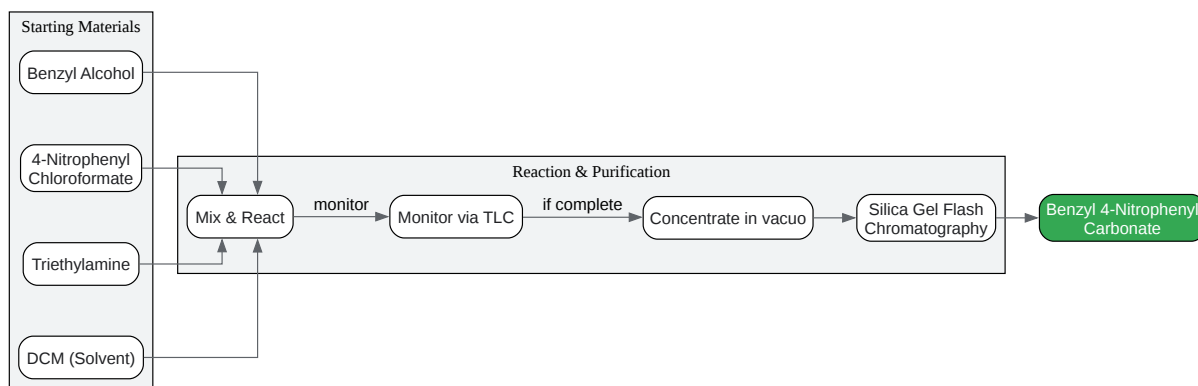 Starting Materials
Benzyl Alcohol
4-Nitrophenyl
Chloroformate
Triethylamine
DCM (Solvent)
Reaction & Purification
Mix & React
monitor
Monitor via TLC
if complete
Concentrate in vacuo
Silica Gel Flash
Chromatography
Benzyl 4-Nitrophenyl
Carbonate